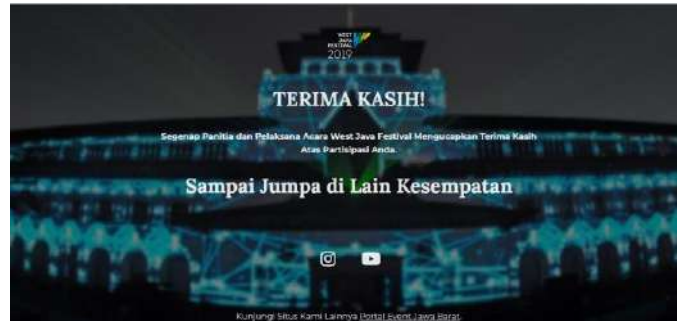 WEST
JAVA
FESTIVAL
2019
TERIMA KASIH!
Segenap Panitia dan Pelaksana Acara West Java Festival Mengucapkan Terima Kasih
Atas Partisipasi Anda.
Sampai Jumpa di Lain Kesempatan
Kunjungi Situs Kami Lainnya Portal Event Jawa Barat.